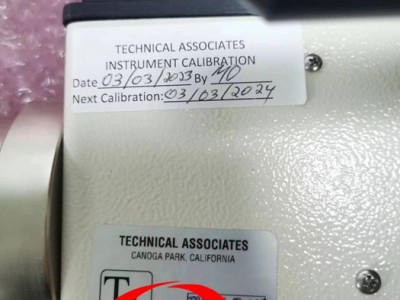 TECHNICAL ASSOCIATES
INSTRUMENT CALIBRATION
Date 03/03/2023 By MO
Next Calibration: 03/03/2024
TECHNICAL ASSOCIATES
CANOGA PARK, CALIFORNIA
T